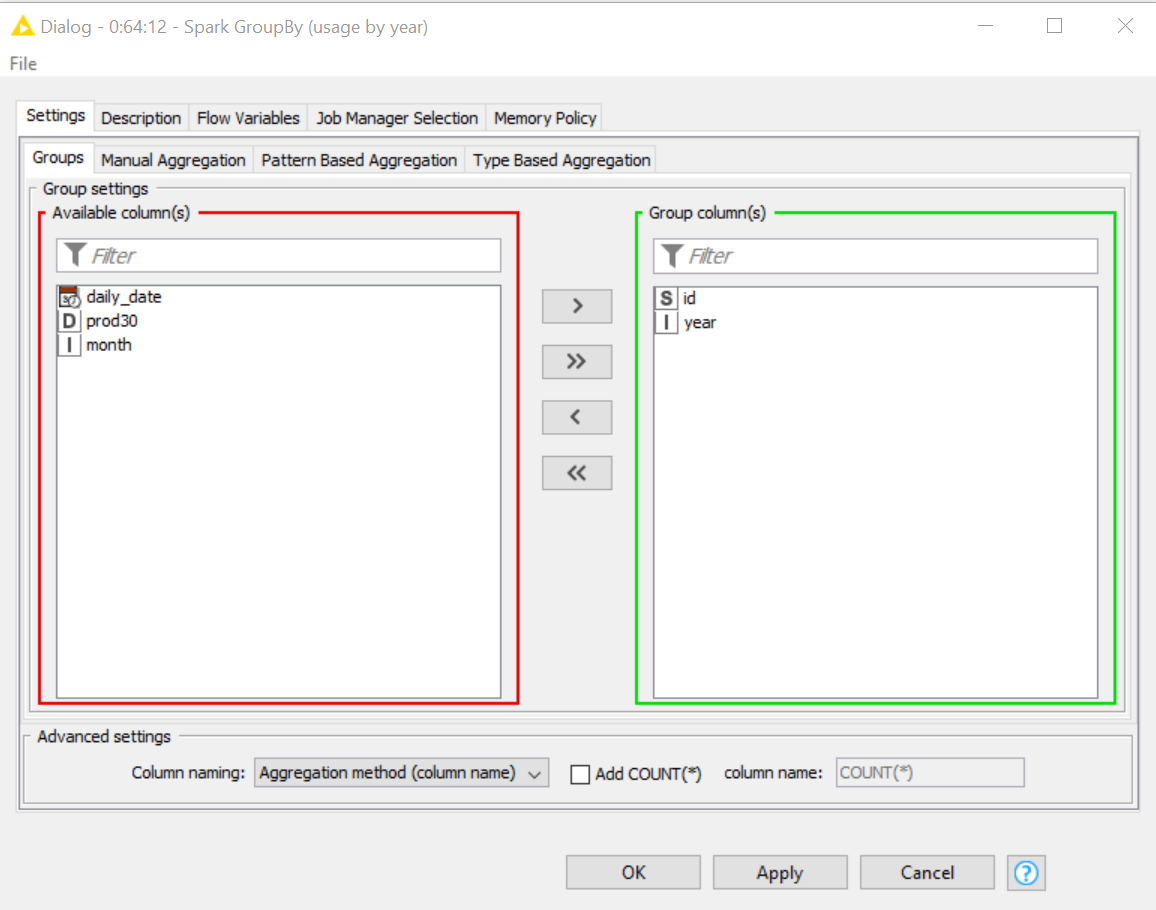 Dialog - 0:64:12 - Spark GroupBy (usage by year)
File
Settings Description Flow Variables Job Manager Selection Memory Policy
Groups Manual Aggregation Pattern Based Aggregation Type Based Aggregation
Group settings
Available column(s)
Filter
daily_date
D prod30
I month
>
>>
<
<<
Group column(s)
Filter
S id
I year
Advanced settings
Column naming: Aggregation method (column name) Add COUNT(*) column name: COUNT(*)
OK Apply Cancel ?